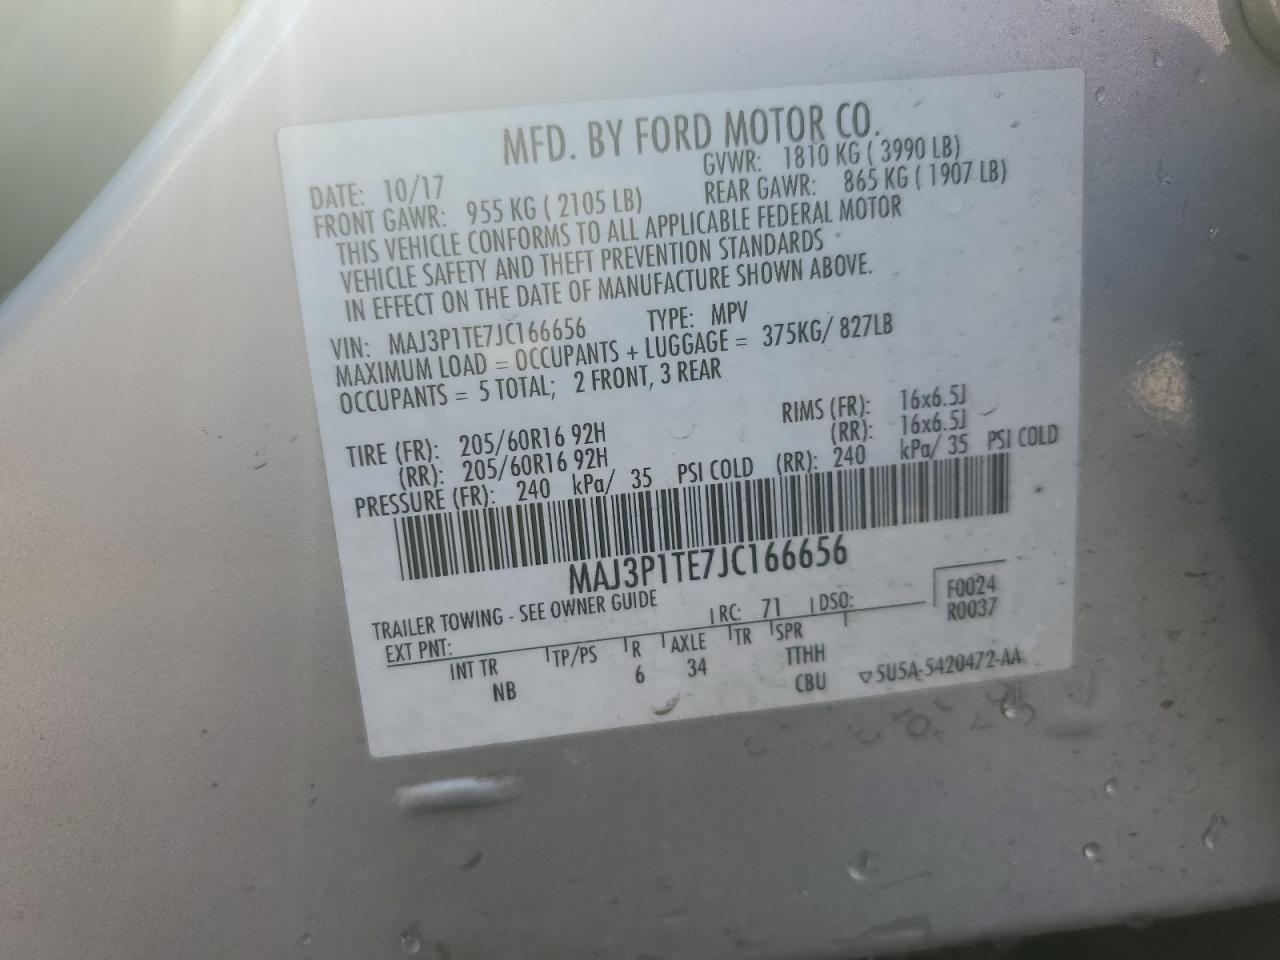 MFD. BY FORD MOTOR CO.
DATE: 10/17 GVWR: 1810 KG ( 3990 LB)
FRONT GAWR: 955 KG ( 2105 LB) REAR GAWR: 865 KG ( 1907 LB)
THIS VEHICLE CONFORMS TO ALL APPLICABLE FEDERAL MOTOR
VEHICLE SAFETY AND THEFT PREVENTION STANDARDS
IN EFFECT ON THE DATE OF MANUFACTURE SHOWN ABOVE.
VIN: MAJ3P1TE7JC166656 TYPE: MPV
MAXIMUM LOAD = OCCUPANTS + LUGGAGE = 375KG/ 827LB
OCCUPANTS = 5 TOTAL; 2 FRONT, 3 REAR
TIRE (FR): 205/60R16 92H RIMS (FR): 16x6.5J
(RR): 205/60R16 92H (RR): 16x6.5J
PRESSURE (FR): 240 kPa/ 35 PSI COLD (RR): 240 kPa/ 35 PSI COLD
MAJ3P1TE7JC166656
TRAILER TOWING - SEE OWNER GUIDE
EXT PNT: RC: 71 DSO: F0024
R0037
INT TR TP/PS R AXLE TR SPR
NB 6 34 TTHH
CBU ▽5U5A-5420472-AA